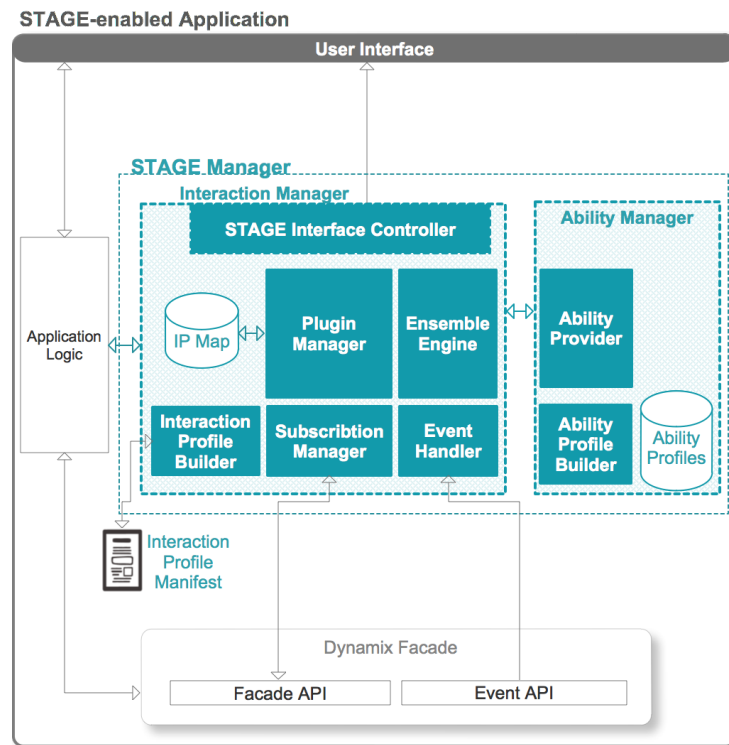 STAGE-enabled Application
User Interface
STAGE Manager
Interaction Manager
STAGE Interface Controller
Ability Manager
Application
Logic
IP Map
Plugin
Manager
Ensemble
Engine
Ability
Provider
Interaction
Profile
Builder
Subscribtion
Manager
Event
Handler
Ability
Profile
Builder
Ability
Profiles
Interaction
Profile
Manifest
Dynamix Facade
Facade API
Event API